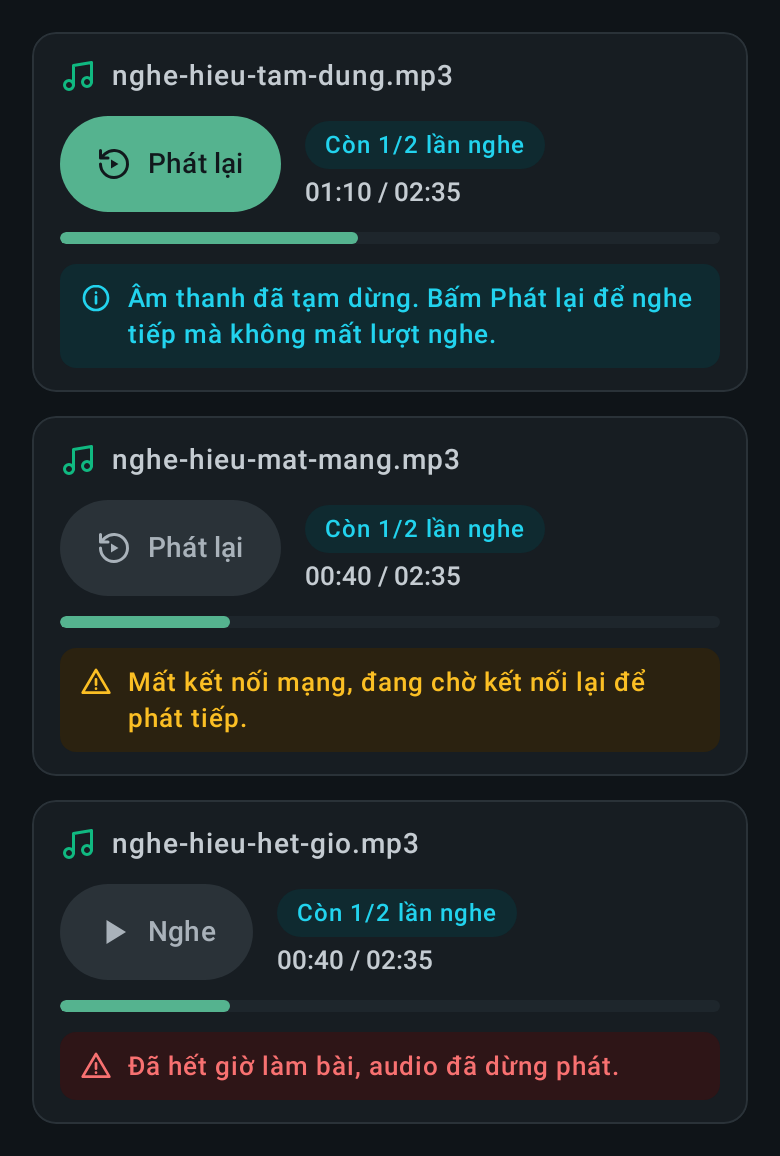 nghe-hieu-tam-dung.mp3
Phát lại
Còn 1/2 lần nghe
01:10 / 02:35
Âm thanh đã tạm dừng. Bấm Phát lại để nghe
tiếp mà không mất lượt nghe.
nghe-hieu-mat-mang.mp3
Phát lại
Còn 1/2 lần nghe
00:40 / 02:35
Mất kết nối mạng, đang chờ kết nối lại để
phát tiếp.
nghe-hieu-het-gio.mp3
Nghe
Còn 1/2 lần nghe
00:40 / 02:35
Đã hết giờ làm bài, audio đã dừng phát.